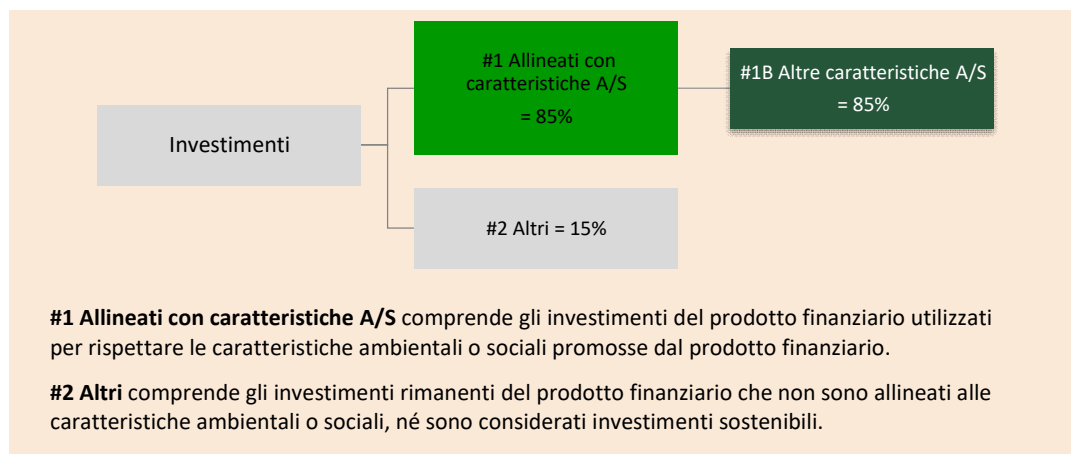 #1 Allineati con
caratteristiche A/S
= 85%
#1B Altre caratteristiche A/S
= 85%
Investimenti
#2 Altri = 15%
#1 Allineati con caratteristiche A/S comprende gli investimenti del prodotto finanziario utilizzati
per rispettare le caratteristiche ambientali o sociali promosse dal prodotto finanziario.
#2 Altri comprende gli investimenti rimanenti del prodotto finanziario che non sono allineati alle
caratteristiche ambientali o sociali, né sono considerati investimenti sostenibili.